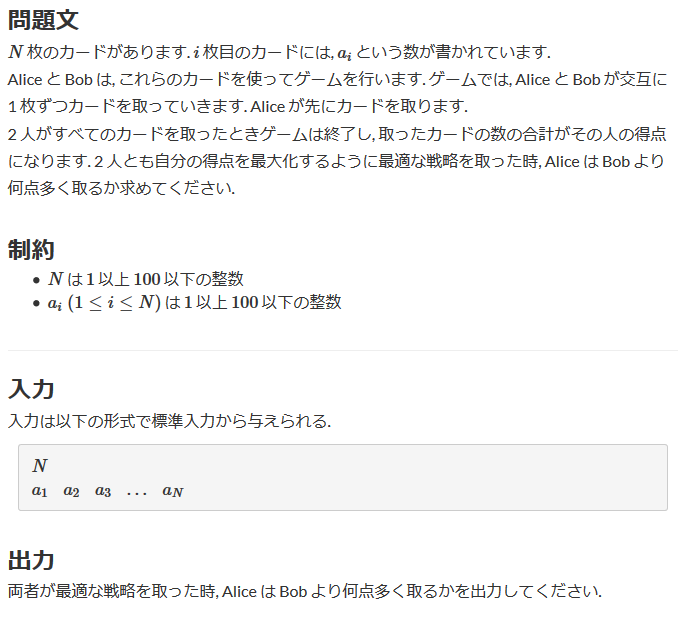 問題文
N 枚のカードがあります. i 枚目のカードには, aᵢ という数が書かれています.
Alice と Bob は, これらのカードを使ってゲームを行います. ゲームでは, Alice と Bob が交互に
1 枚ずつカードを取っていきます. Alice が先にカードを取ります.
2 人がすべてのカードを取ったときゲームは終了し, 取ったカードの数の合計がその人の得点
になります. 2 人とも自分の得点を最大化するように最適な戦略を取った時, Alice は Bob より
何点多く取るか求めてください.
制約
• N は 1 以上 100 以下の整数
• aᵢ (1 ≤ i ≤ N) は 1 以上 100 以下の整数
入力
入力は以下の形式で標準入力から与えられる.
N
a₁ a₂ a₃ … a_N
出力
両者が最適な戦略を取った時, Alice は Bob より何点多く取るかを出力してください.